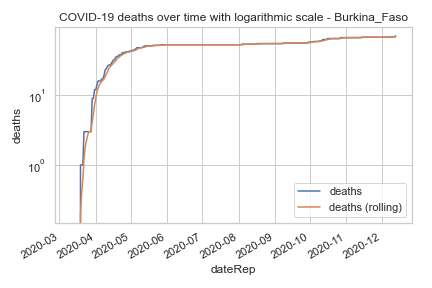 COVID-19 deaths over time with logarithmic scale - Burkina_Faso
deaths
10¹
10⁰
deaths
deaths (rolling)
2020-03
2020-04
2020-05
2020-06
2020-07
2020-08
2020-09
2020-10
2020-11
2020-12
dateRep